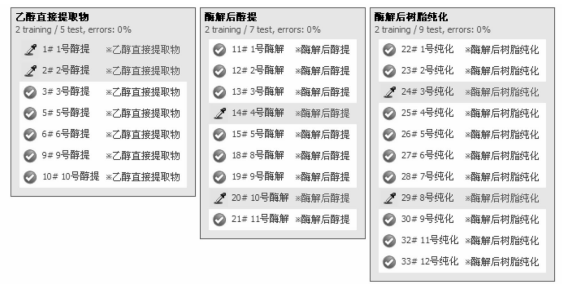 乙醇直接提取物
2 training / 5 test, errors: 0%
1# 1号醇提 ※乙醇直接提取物
2# 2号醇提 ※乙醇直接提取物
3# 3号醇提 ※乙醇直接提取物
5# 5号醇提 ※乙醇直接提取物
6# 6号醇提 ※乙醇直接提取物
9# 9号醇提 ※乙醇直接提取物
10# 10号醇提 ※乙醇直接提取物
酶解后醇提
2 training / 7 test, errors: 0%
11# 1号酶解 ※酶解后醇提
12# 2号酶解 ※酶解后醇提
13# 3号酶解 ※酶解后醇提
14# 4号酶解 ※酶解后醇提
15# 5号酶解 ※酶解后醇提
18# 8号酶解 ※酶解后醇提
19# 9号酶解 ※酶解后醇提
20# 10号酶解 ※酶解后醇提
21# 11号酶解 ※酶解后醇提
酶解后树脂纯化
2 training / 9 test, errors: 0%
22# 1号纯化 ※酶解后树脂纯化
23# 2号纯化 ※酶解后树脂纯化
24# 3号纯化 ※酶解后树脂纯化
25# 4号纯化 ※酶解后树脂纯化
26# 5号纯化 ※酶解后树脂纯化
27# 6号纯化 ※酶解后树脂纯化
28# 7号纯化 ※酶解后树脂纯化
29# 8号纯化 ※酶解后树脂纯化
30# 9号纯化 ※酶解后树脂纯化
32# 11号纯化 ※酶解后树脂纯化
33# 12号纯化 ※酶解后树脂纯化